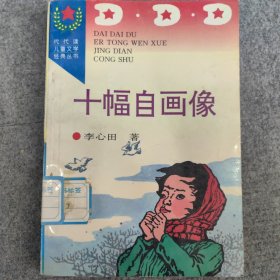 代代读
儿童文学
经典丛书
D·D·D
DAI DAI DU
ER TONG WEN XUE
JING DIAN
CONG SHU
十幅自画像
李心田 著